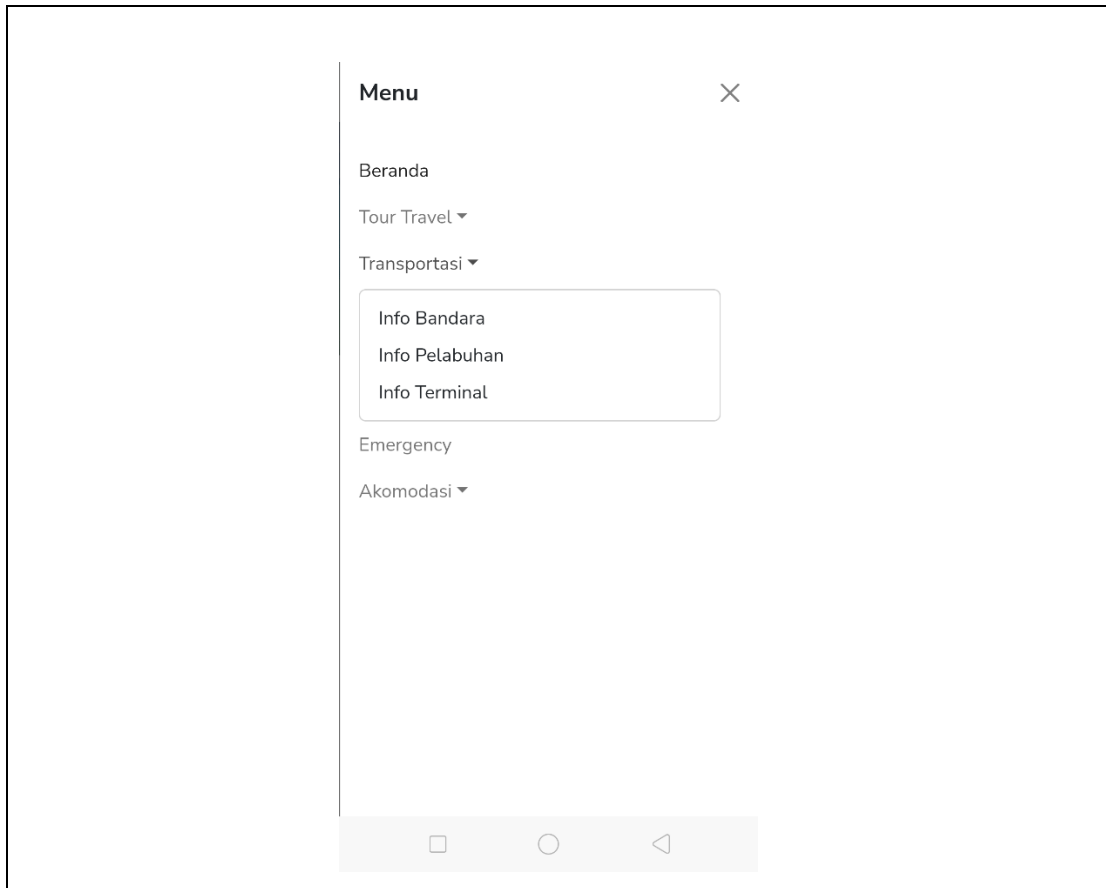 Menu
Beranda
Tour Travel
Transportasi
Info Bandara
Info Pelabuhan
Info Terminal
Emergency
Akomodasi